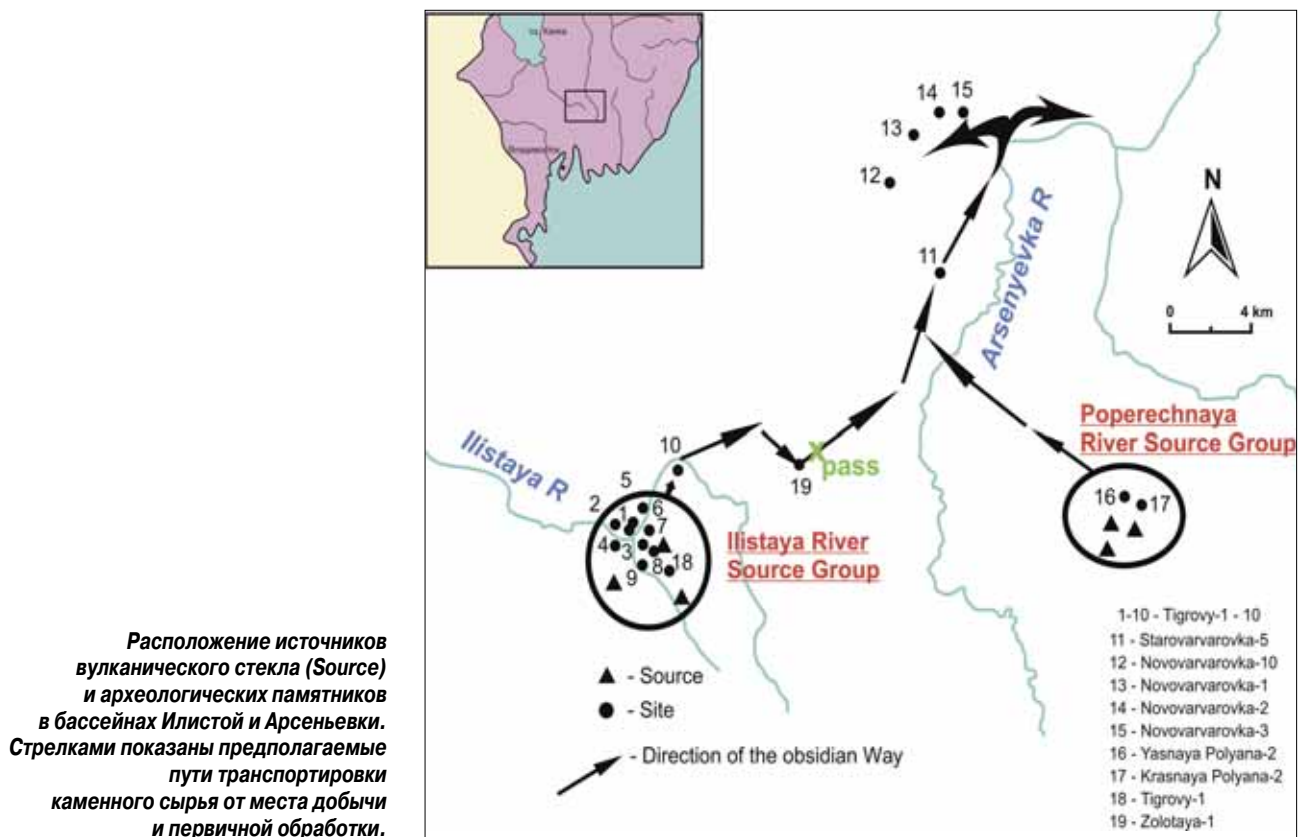 Расположение источников
вулканического стекла (Source)
и археологических памятников
в бассейнах Илистой и Арсеньевки.
Стрелками показаны предполагаемые
пути транспортировки
каменного сырья от места добычи
и первичной обработки.
оз. Ханка
14
15
13
12
N
11
Arsenyevka R
0
4 km
Poperechnaya
River Source Group
Ilistaya R
10
pass
19
16
17
5
2
1
6
7
4
3
8
18
9
Ilistaya River
Source Group
- Source
- Site
- Direction of the obsidian Way
1-10 - Tigrovy-1 - 10
11 - Starovarvarovka-5
12 - Novovarvarovka-10
13 - Novovarvarovka-1
14 - Novovarvarovka-2
15 - Novovarvarovka-3
16 - Yasnaya Polyana-2
17 - Krasnaya Polyana-2
18 - Tigrovy-1
19 - Zolotaya-1